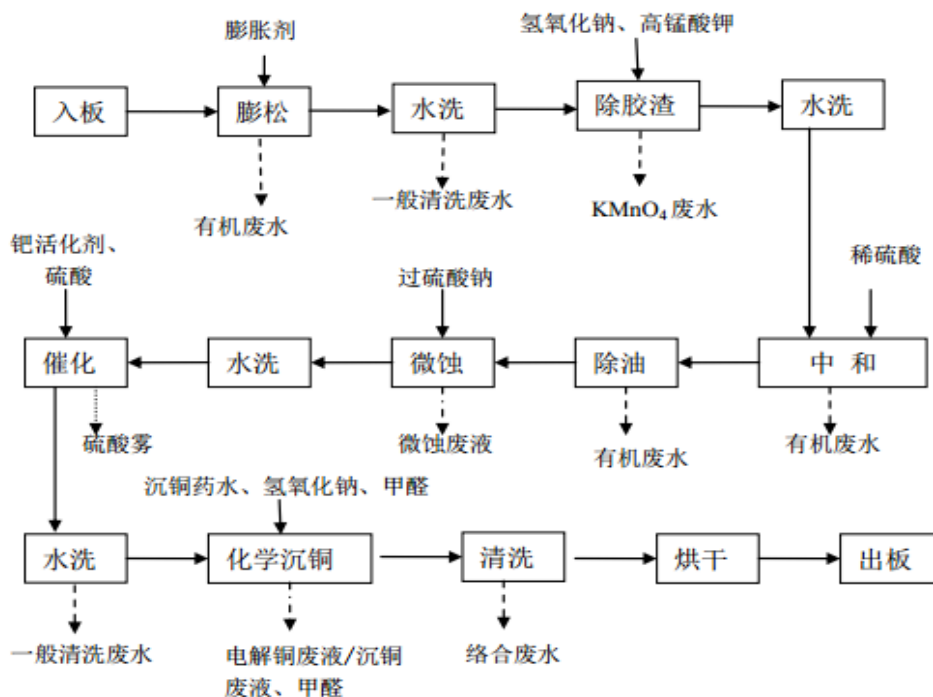 膨胀剂
氢氧化钠、高锰酸钾
入板
膨松
水洗
除胶渣
水洗
有机废水
一般清洗废水
KMnO₄废水
钯活化剂、
硫酸
过硫酸钠
稀硫酸
催化
水洗
微蚀
除油
中 和
硫酸雾
微蚀废液
有机废水
有机废水
沉铜药水、氢氧化钠、甲醛
水洗
化学沉铜
清洗
烘干
出板
一般清洗废水
电解铜废液/沉铜
废液、甲醛
络合废水